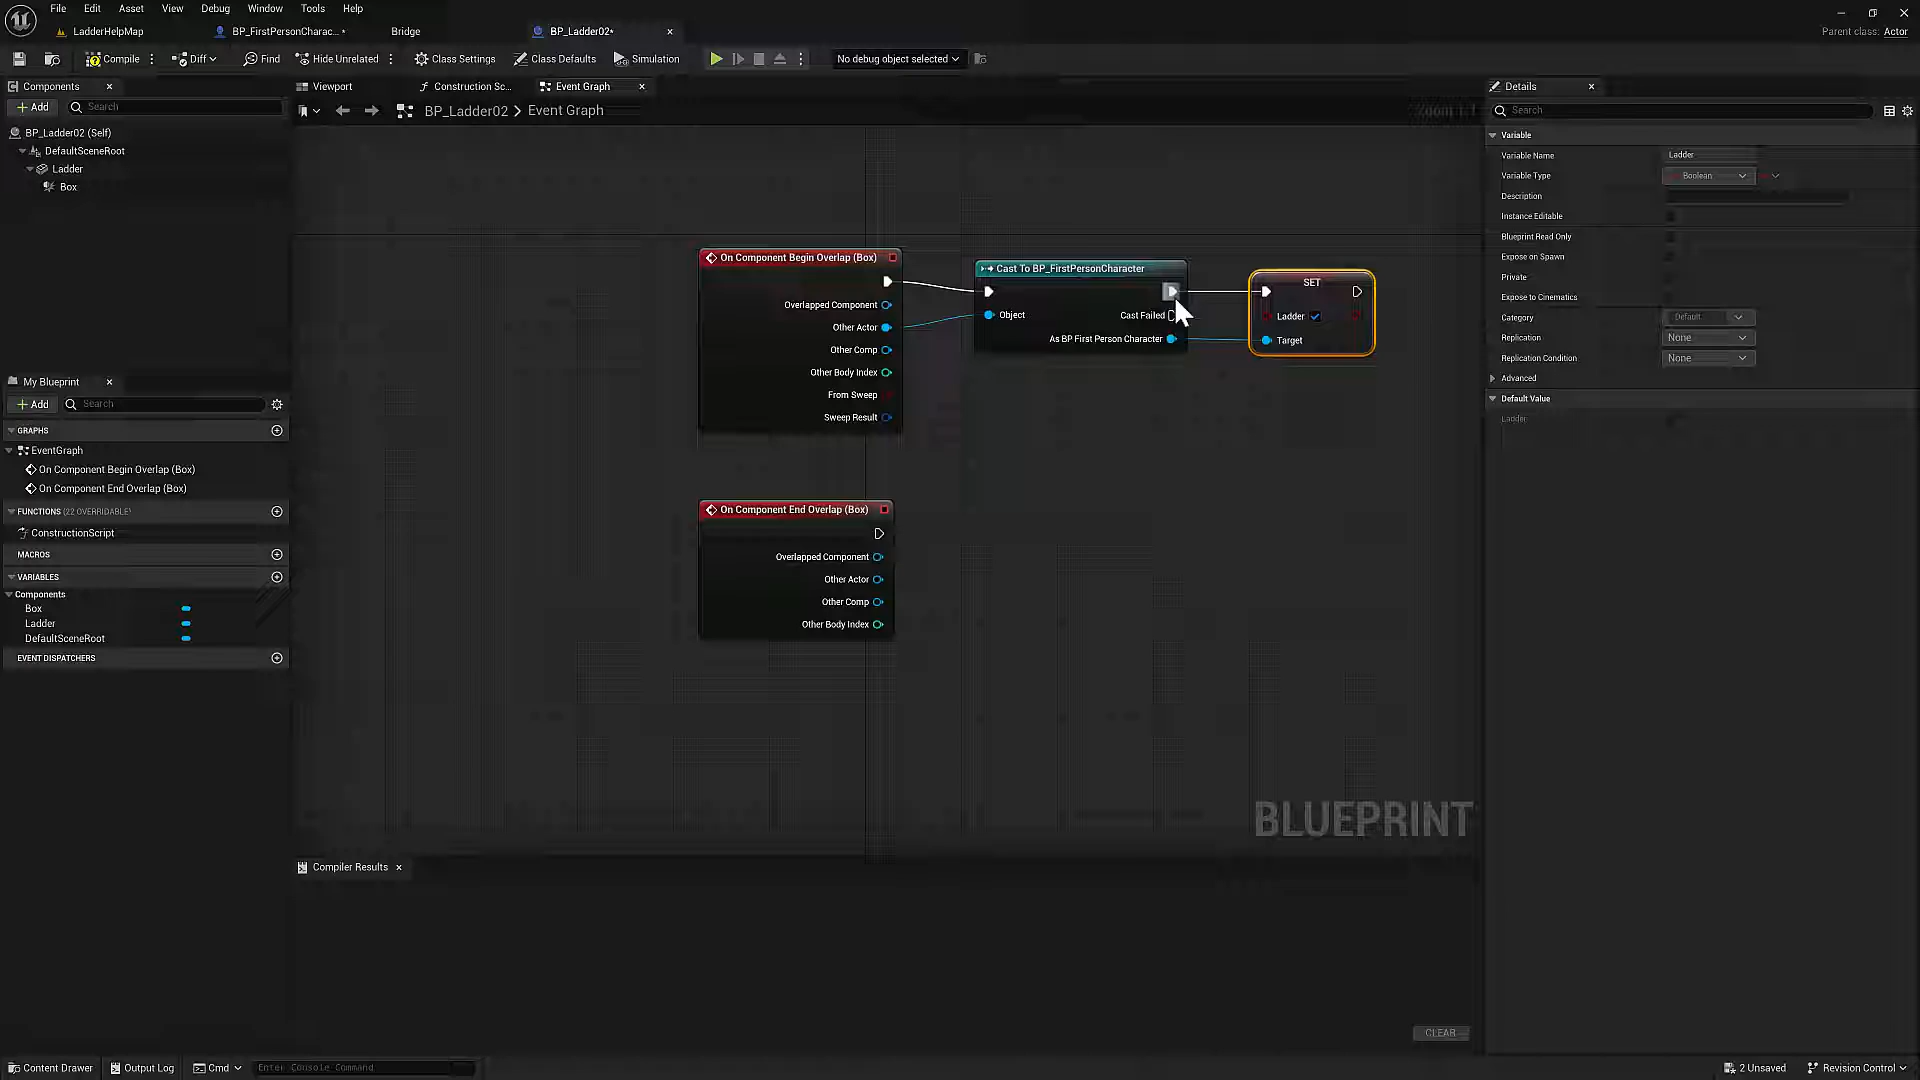 File Edit Asset View Debug Window Tools Help
LadderHelpMap BP_FirstPersonCharac...* Bridge BP_Ladder02*
Parent class: Actor
Compile Diff Find Hide Unrelated Class Settings Class Defaults Simulation No debug object selected
Components
Viewport Construction Sc... Event Graph
Details
Add Search
BP_Ladder02 > Event Graph
Zoom 1:1
Search
BP_Ladder02 (Self)
DefaultSceneRoot
Ladder
Box
My Blueprint
Add Search
GRAPHS
EventGraph
On Component Begin Overlap (Box)
On Component End Overlap (Box)
FUNCTIONS (22 OVERRIDABLE)
ConstructionScript
MACROS
VARIABLES
Components
Box
Ladder
DefaultSceneRoot
EVENT DISPATCHERS
On Component Begin Overlap (Box)
Overlapped Component
Other Actor
Other Comp
Other Body Index
From Sweep
Sweep Result
Cast To BP_FirstPersonCharacter
Object Cast Failed
As BP First Person Character
SET
Ladder
Target
On Component End Overlap (Box)
Overlapped Component
Other Actor
Other Comp
Other Body Index
BLUEPRINT
Variable
Variable Name Ladder
Variable Type Boolean
Description
Instance Editable
Blueprint Read Only
Expose on Spawn
Private
Expose to Cinematics
Category Default
Replication None
Replication Condition None
Advanced
Default Value
Ladder
Compiler Results
CLEAR
Content Drawer Output Log Cmd Enter Console Command 2 Unsaved Revision Control